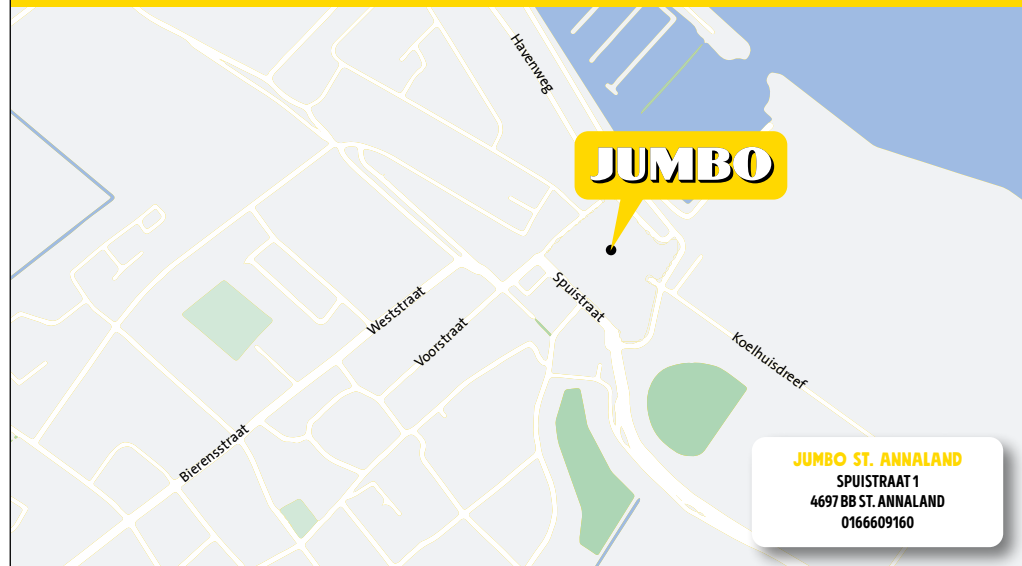 Havenweg
JUMBO
Spuistraat
Weststraat
Voorstraat
Koelhuisdreef
Bierensstraat
JUMBO ST. ANNALAND
SPUISTRAAT 1
4697 BB ST. ANNALAND
0166609160